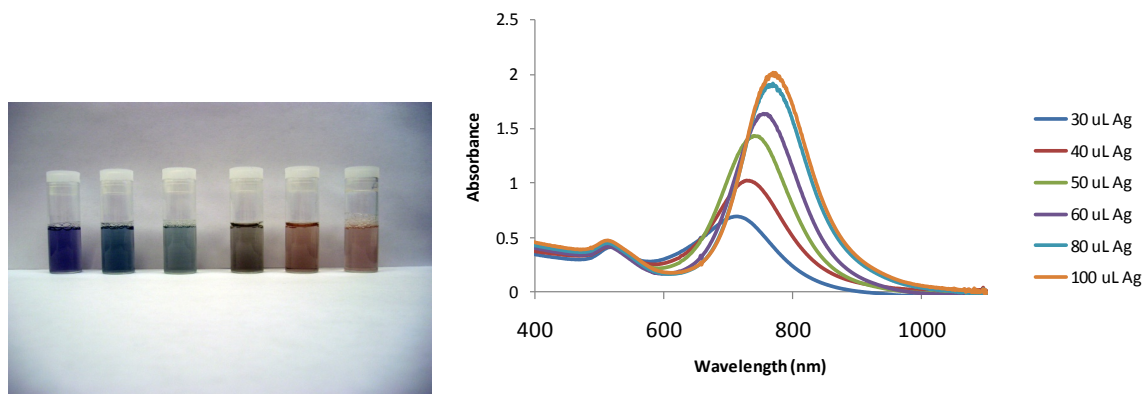 2.5
2
1.5
1
0.5
0
Absorbance
400
600
800
1000
Wavelength (nm)
30 uL Ag
40 uL Ag
50 uL Ag
60 uL Ag
80 uL Ag
100 uL Ag